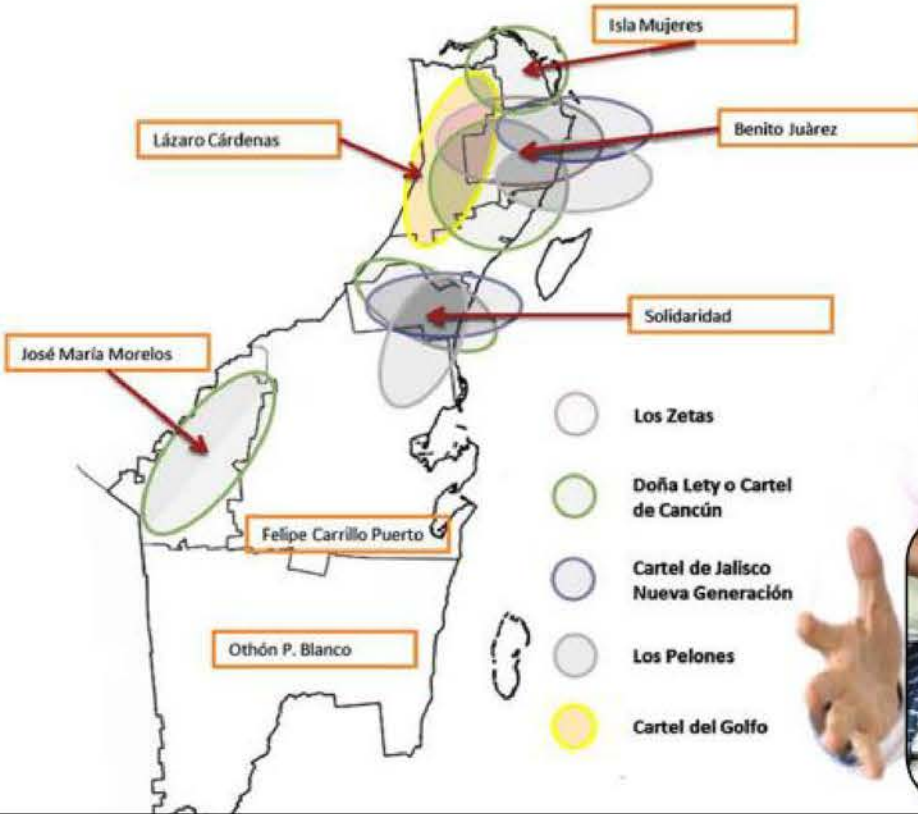 Isla Mujeres
Benito Juàrez
Lázaro Cárdenas
Solidaridad
José María Morelos
Los Zetas
Doña Lety o Cartel
de Cancún
Felipe Carrillo Puerto
Cartel de Jalisco
Nueva Generación
Othón P. Blanco
Los Pelones
Cartel del Golfo